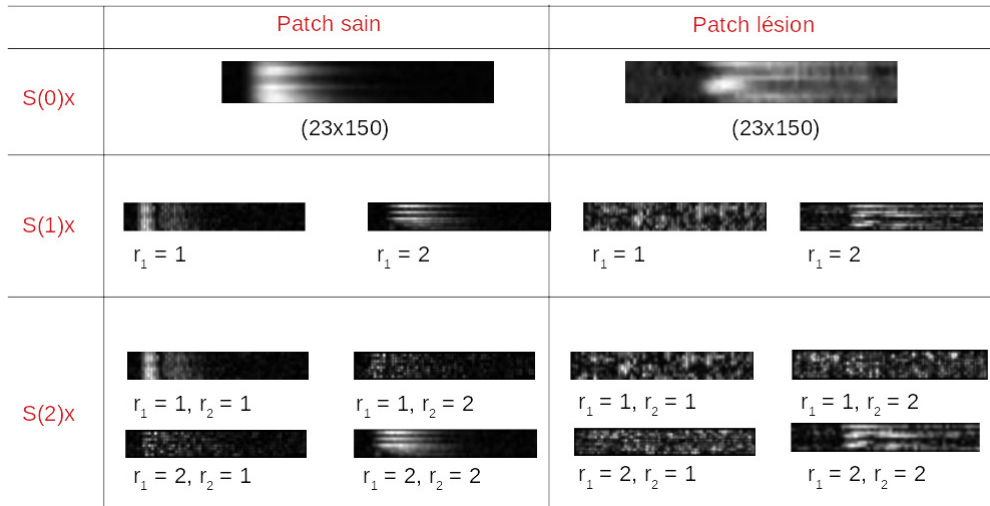 Patch sain Patch lésion
S(0)x
(23x150) (23x150)
S(1)x
r1 = 1 r1 = 2 r1 = 1 r1 = 2
S(2)x
r1 = 1, r2 = 1 r1 = 1, r2 = 2 r1 = 1, r2 = 1 r1 = 1, r2 = 2
r1 = 2, r2 = 1 r1 = 2, r2 = 2 r1 = 2, r2 = 1 r1 = 2, r2 = 2